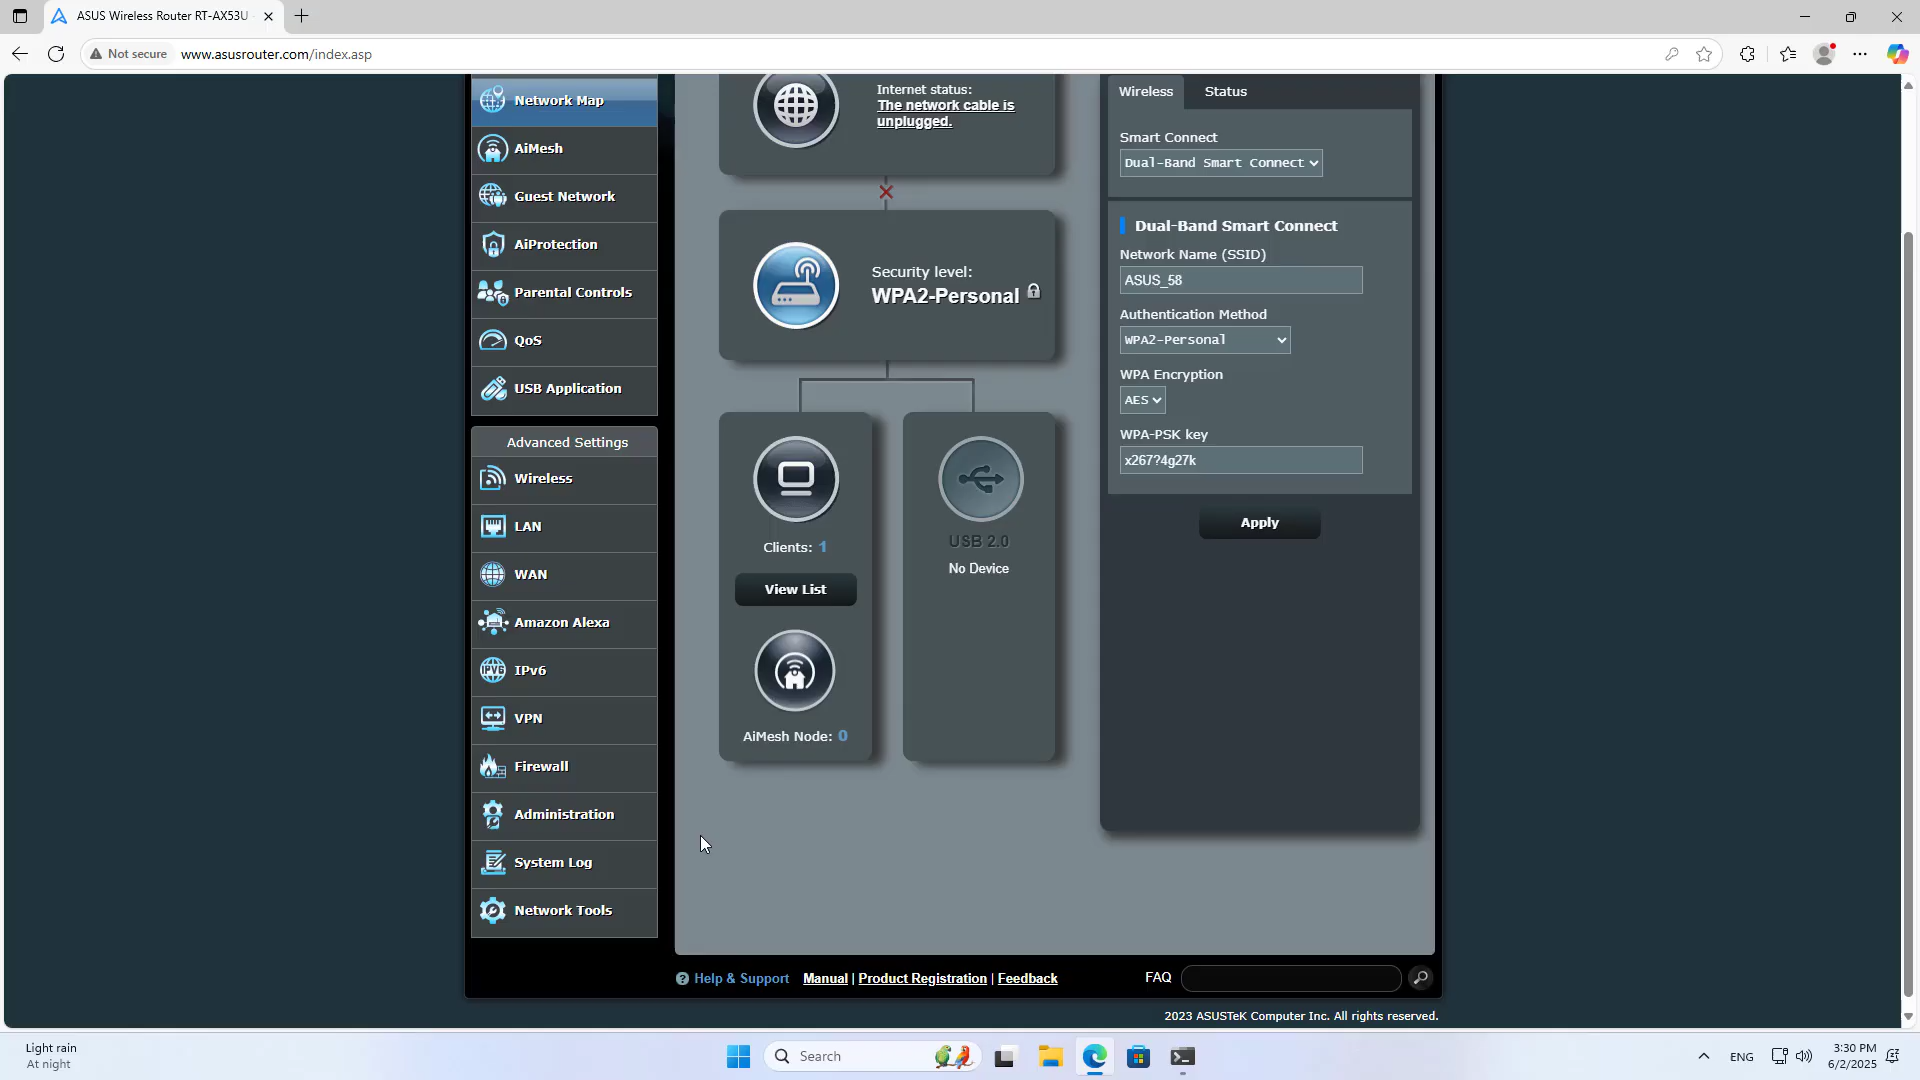 ASUS Wireless Router RT-AX53U
Not secure
www.asusrouter.com/index.asp
Network Map
AiMesh
Guest Network
AiProtection
Parental Controls
QoS
USB Application
Advanced Settings
Wireless
LAN
WAN
Amazon Alexa
IPv6
VPN
Firewall
Administration
System Log
Network Tools
Internet status:
The network cable is
unplugged.
Security level:
WPA2-Personal
Clients: 1
View List
AiMesh Node: 0
USB 2.0
No Device
Wireless
Status
Smart Connect
Dual-Band Smart Connect
Dual-Band Smart Connect
Network Name (SSID)
ASUS_58
Authentication Method
WPA2-Personal
WPA Encryption
AES
WPA-PSK key
x267?4g27k
Apply
Help & Support Manual | Product Registration | Feedback
FAQ
2023 ASUSTeK Computer Inc. All rights reserved.
Light rain
At night
Search
ENG
3:30 PM
6/2/2025